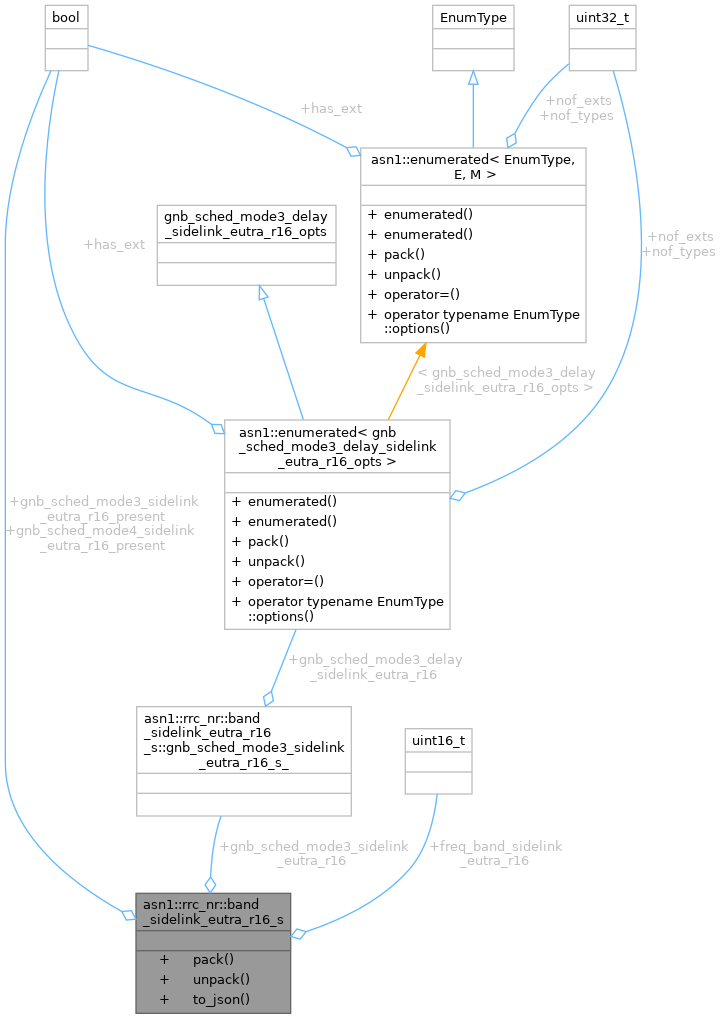 bool
EnumType
uint32_t
+nof_exts
+nof_types
+has_ext
asn1::enumerated< EnumType,
E, M >
+ enumerated()
+ enumerated()
+ pack()
+ unpack()
+ operator=()
+ operator typename EnumType
::options()
gnb_sched_mode3_delay
_sidelink_eutra_r16_opts
+has_ext
+nof_exts
+nof_types
< gnb_sched_mode3_delay
_sidelink_eutra_r16_opts >
asn1::enumerated< gnb
_sched_mode3_delay_sidelink
_eutra_r16_opts >
+ enumerated()
+ enumerated()
+ pack()
+ unpack()
+ operator=()
+ operator typename EnumType
::options()
+gnb_sched_mode3_sidelink
_eutra_r16_present
+gnb_sched_mode4_sidelink
_eutra_r16_present
+gnb_sched_mode3_delay
_sidelink_eutra_r16
asn1::rrc_nr::band
_sidelink_eutra_r16
_s::gnb_sched_mode3_sidelink
_eutra_r16_s_
uint16_t
+gnb_sched_mode3_sidelink
_eutra_r16
+freq_band_sidelink
_eutra_r16
asn1::rrc_nr::band
_sidelink_eutra_r16_s
+ pack()
+ unpack()
+ to_json()